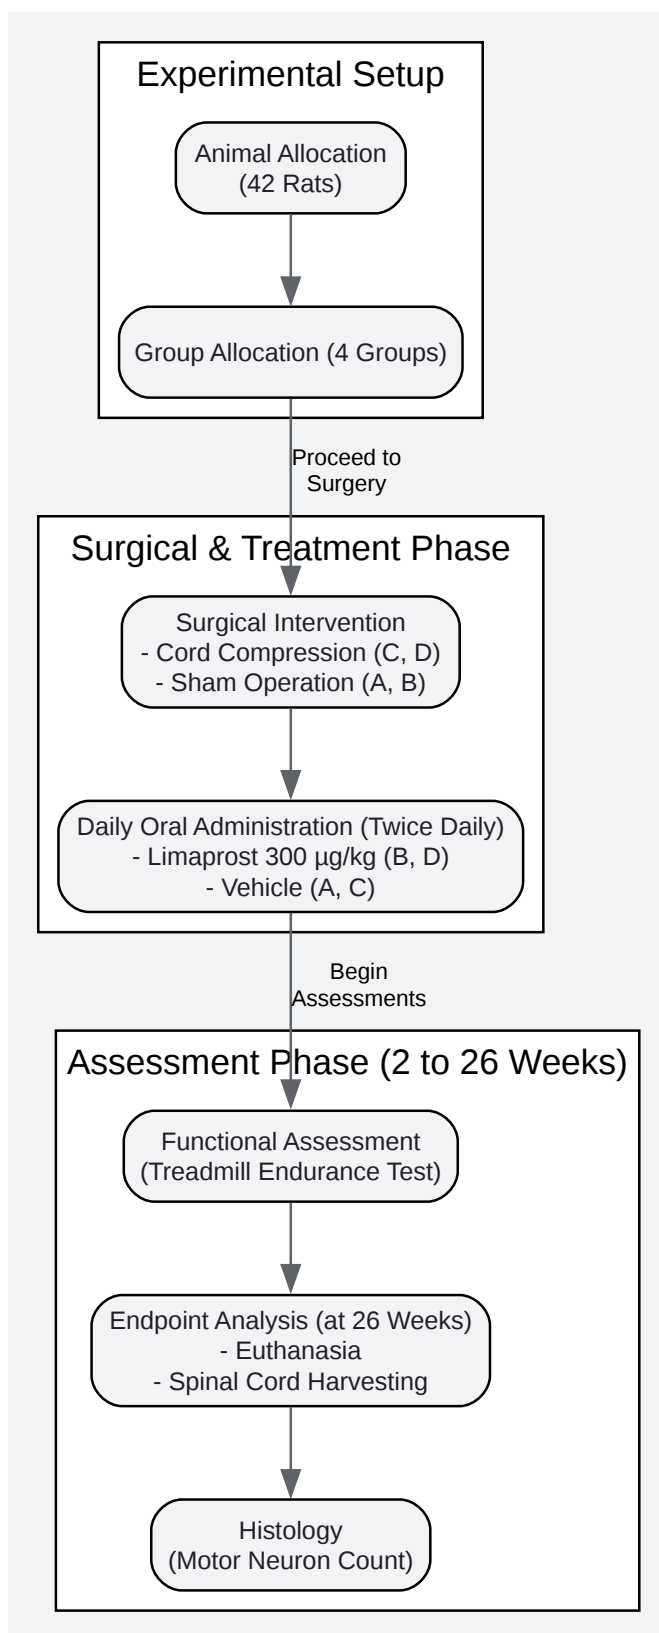 Experimental Setup
Animal Allocation
(42 Rats)
Group Allocation (4 Groups)
Proceed to
Surgery
Surgical & Treatment Phase
Surgical Intervention
- Cord Compression (C, D)
- Sham Operation (A, B)
Daily Oral Administration (Twice Daily)
- Limaprost 300 µg/kg (B, D)
- Vehicle (A, C)
Begin
Assessments
Assessment Phase (2 to 26 Weeks)
Functional Assessment
(Treadmill Endurance Test)
Endpoint Analysis (at 26 Weeks)
- Euthanasia
- Spinal Cord Harvesting
Histology
(Motor Neuron Count)